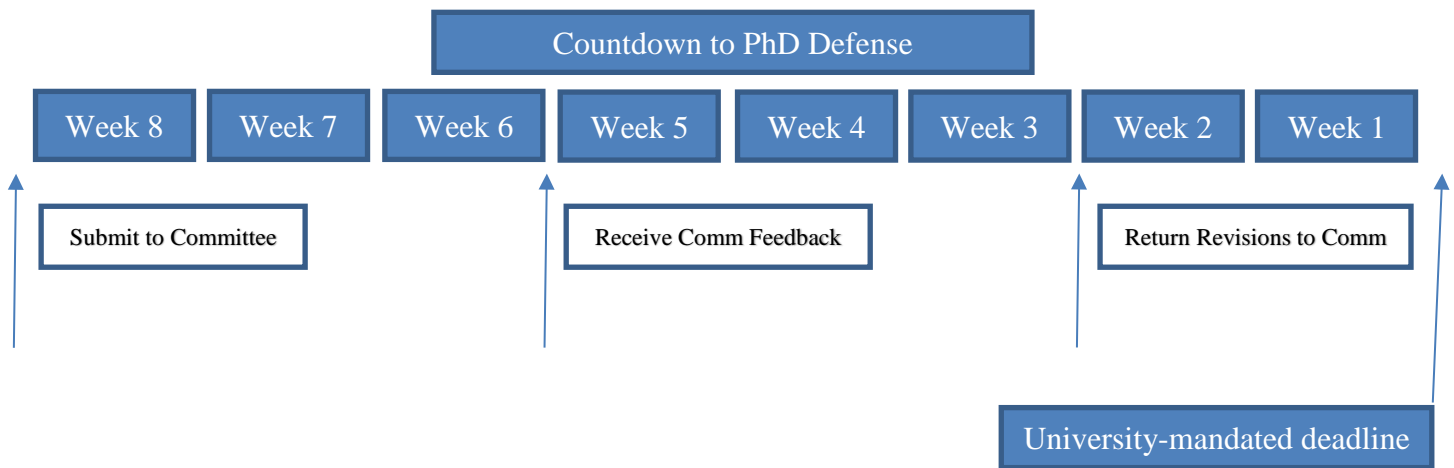 Countdown to PhD Defense
Week 8
Week 7
Week 6
Week 5
Week 4
Week 3
Week 2
Week 1
Submit to Committee
Receive Comm Feedback
Return Revisions to Comm
University-mandated deadline